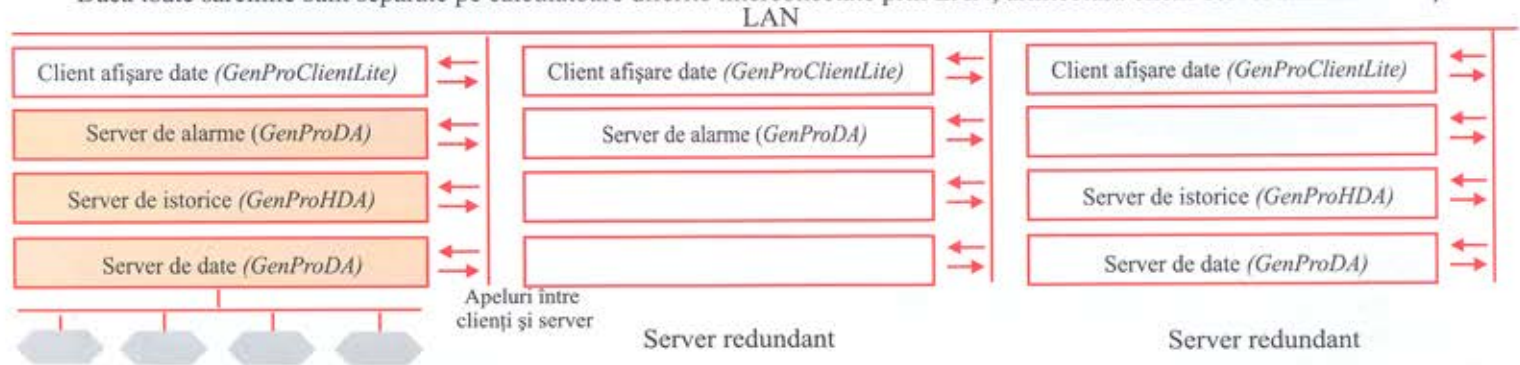 LAN
Client afişare date (GenProClientLite)
Client afişare date (GenProClientLite)
Client afişare date (GenProClientLite)
Server de alarme (GenProDA)
Server de alarme (GenProDA)
Server de istorice (GenProHDA)
Server de istorice (GenProHDA)
Server de date (GenProDA)
Server de date (GenProDA)
Apeluri între
clienţi şi server
Server redundant
Server redundant